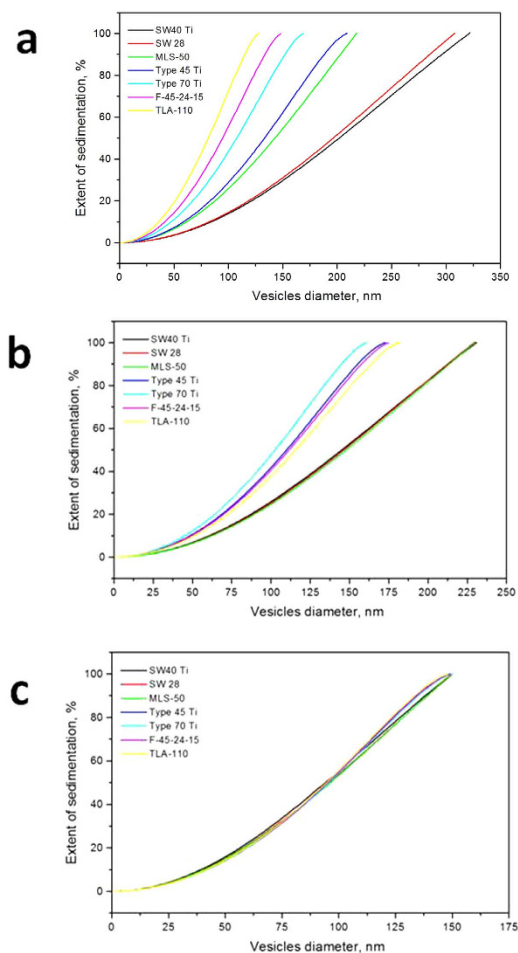 a
Extent of sedimentation, %
100
80
60
40
20
0
SW40 Ti
SW 28
MLS-50
Type 45 Ti
Type 70 Ti
F-45-24-15
TLA-110
0 50 100 150 200 250 300 350
Vesicles diameter, nm
b
Extent of sedimentation, %
100
80
60
40
20
0
SW40 Ti
SW 28
MLS-50
Type 45 Ti
Type 70 Ti
F-45-24-15
TLA-110
0 25 50 75 100 125 150 175 200 225 250
Vesicles diameter, nm
c
Extent of sedimentation, %
100
80
60
40
20
0
SW40 Ti
SW 28
MLS-50
Type 45 Ti
Type 70 Ti
F-45-24-15
TLA-110
0 25 50 75 100 125 150 175
Vesicles diameter, nm